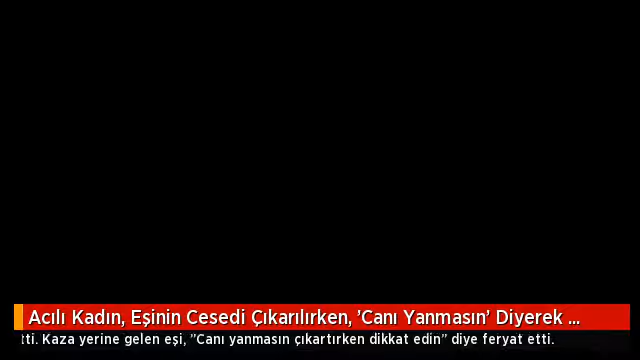 Acılı Kadın, Eşinin Cesedi Çıkarılırken, 'Canı Yanmasın' Diyerek ...
tti. Kaza yerine gelen eşi, "Canı yanmasın çıkartırken dikkat edin" diye feryat etti.